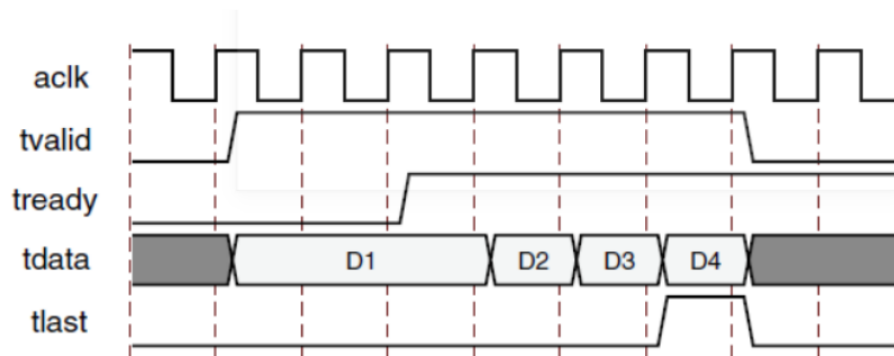 aclk
tvalid
tready
tdata D1 D2 D3 D4
tlast